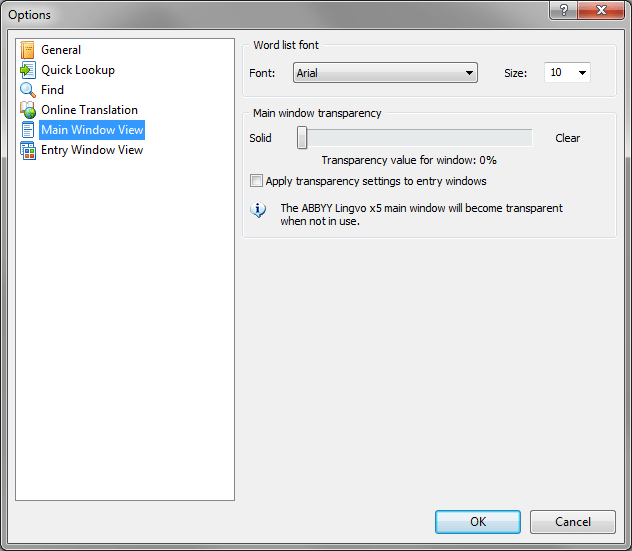 Options
General
Quick Lookup
Find
Online Translation
Main Window View
Entry Window View
Word list font
Font: Arial Size: 10
Main window transparency
Solid Clear
Transparency value for window: 0%
Apply transparency settings to entry windows
The ABBYY Lingvo x5 main window will become transparent
when not in use.
OK Cancel